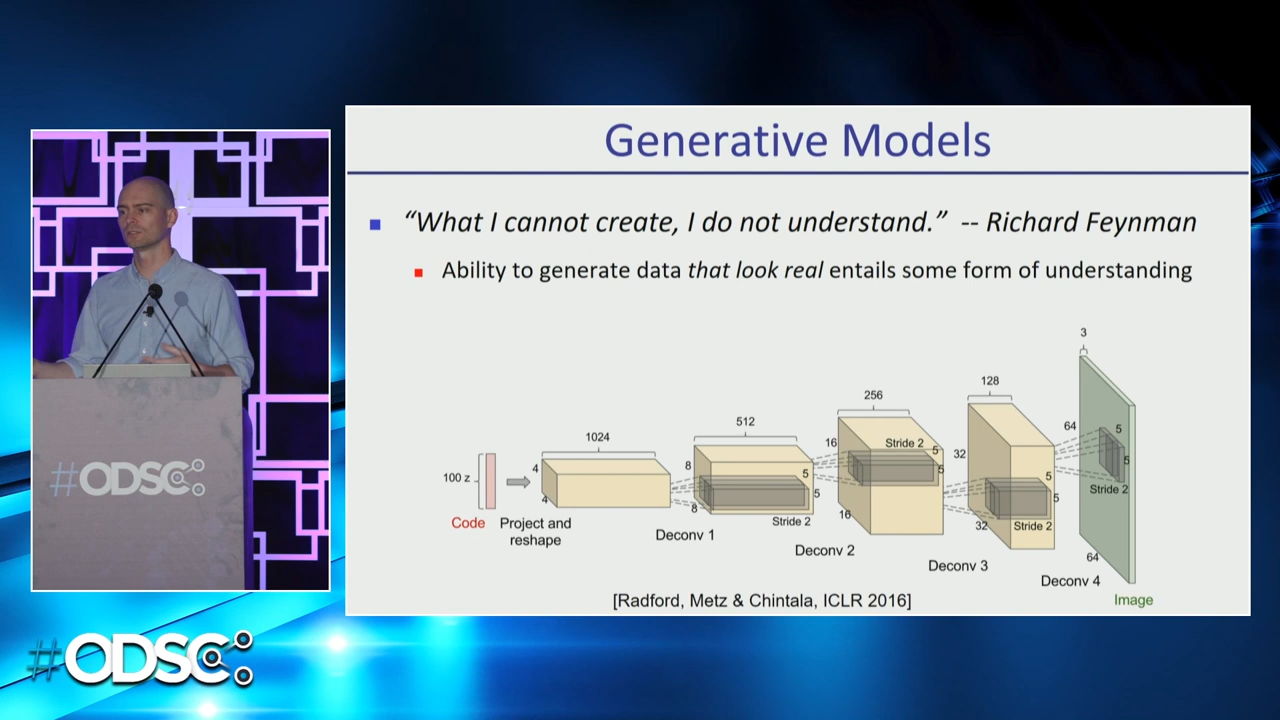 Generative Models
“What I cannot create, I do not understand.” -- Richard Feynman
Ability to generate data that look real entails some form of understanding
3
128
256
512
1024
64
5
16
Stride 2
5
32
5
8
4
5
5
5
100 z
5
5
Stride 2
4
8
16
Stride 2
32
Stride 2
Code
Project and
reshape
Deconv 1
Deconv 2
64
Deconv 3
Deconv 4
Image
[Radford, Metz & Chintala, ICLR 2016]
#ODSC
#ODSC